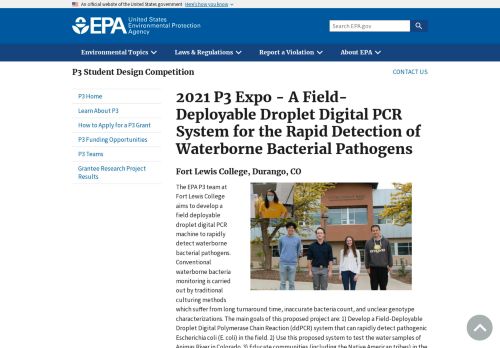 An official website of the United States government Here's how you know
EPA United States Environmental Protection Agency
Search EPA.gov
Environmental Topics
Laws & Regulations
Report a Violation
About EPA
P3 Student Design Competition
CONTACT US
P3 Home
Learn About P3
How to Apply for a P3 Grant
P3 Funding Opportunities
P3 Teams
Grantee Research Project
Results
2021 P3 Expo - A Field-
Deployable Droplet Digital PCR
System for the Rapid Detection of
Waterborne Bacterial Pathogens
Fort Lewis College, Durango, CO
The EPA P3 team at
Fort Lewis College
aims to develop a
field deployable
droplet digital PCR
machine to rapidly
detect waterborne
bacterial pathogens.
Conventional
waterborne bacteria
monitoring is carried
out by traditional
culturing methods
which suffer from long turnaround time, inaccurate bacteria count, and unclear genotype
characterizations. The main goals of this proposed project are: 1) Develop a Field-Deployable
Droplet Digital Polymerase Chain Reaction (ddPCR) system that can rapidly detect pathogenic
Escherichia coli (E. coli) in the field. 2) Use this proposed system to test the water samples of
Animas River in Colorado. 3) Educate communities (including the Native American tribes) in the